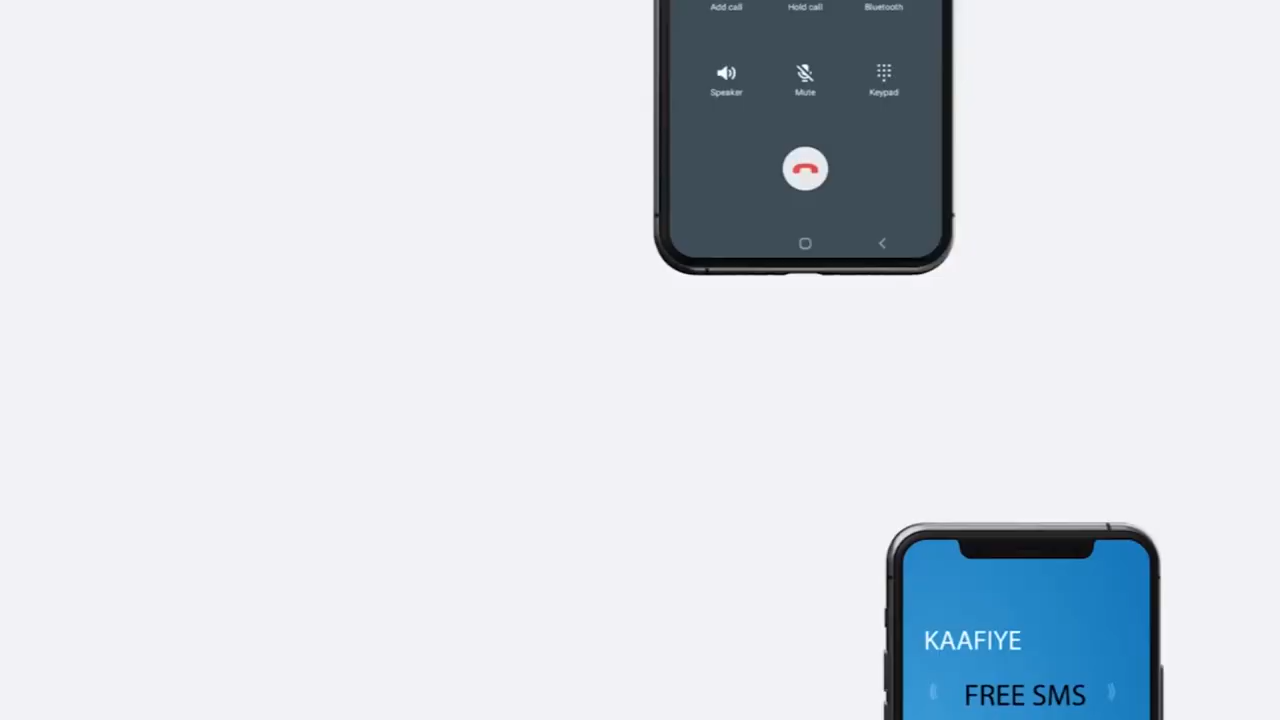 Add call Hold call Bluetooth
Speaker Mute Keypad
KAAFIYE
FREE SMS